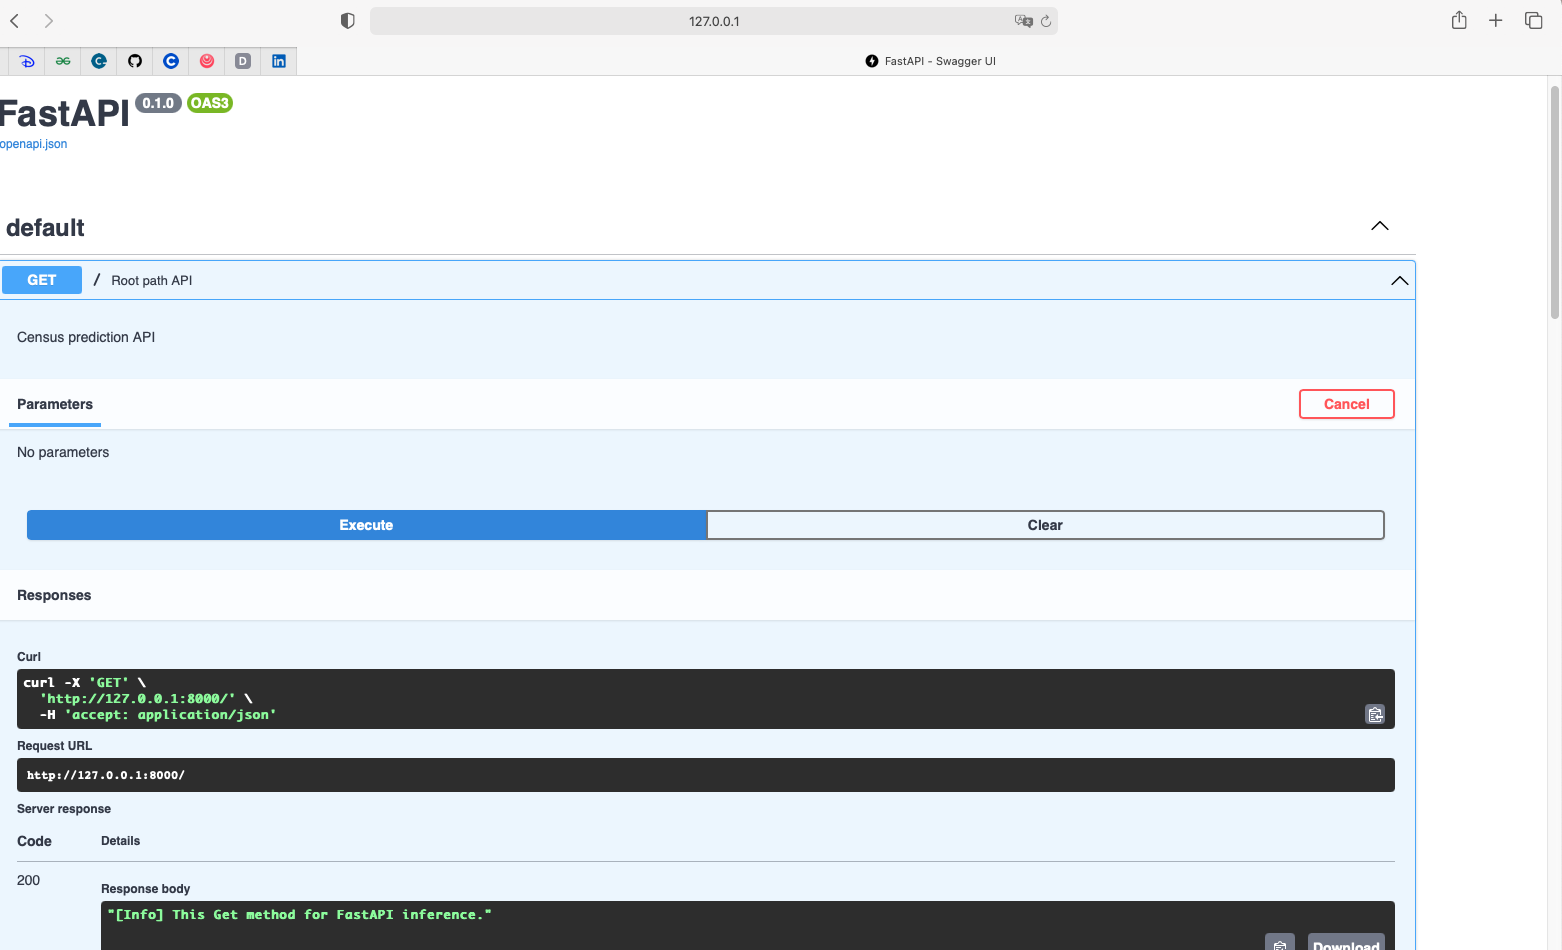 127.0.0.1
D
in
FastAPI - Swagger UI
FastAPI 0.1.0 OAS3
openapi.json
default
GET / Root path API
Census prediction API
Parameters
Cancel
No parameters
Execute
Clear
Responses
Curl
curl -X 'GET' \
'http://127.0.0.1:8000/' \
-H 'accept: application/json'
Request URL
http://127.0.0.1:8000/
Server response
Code Details
200
Response body
"[Info] This Get method for FastAPI inference."
Download